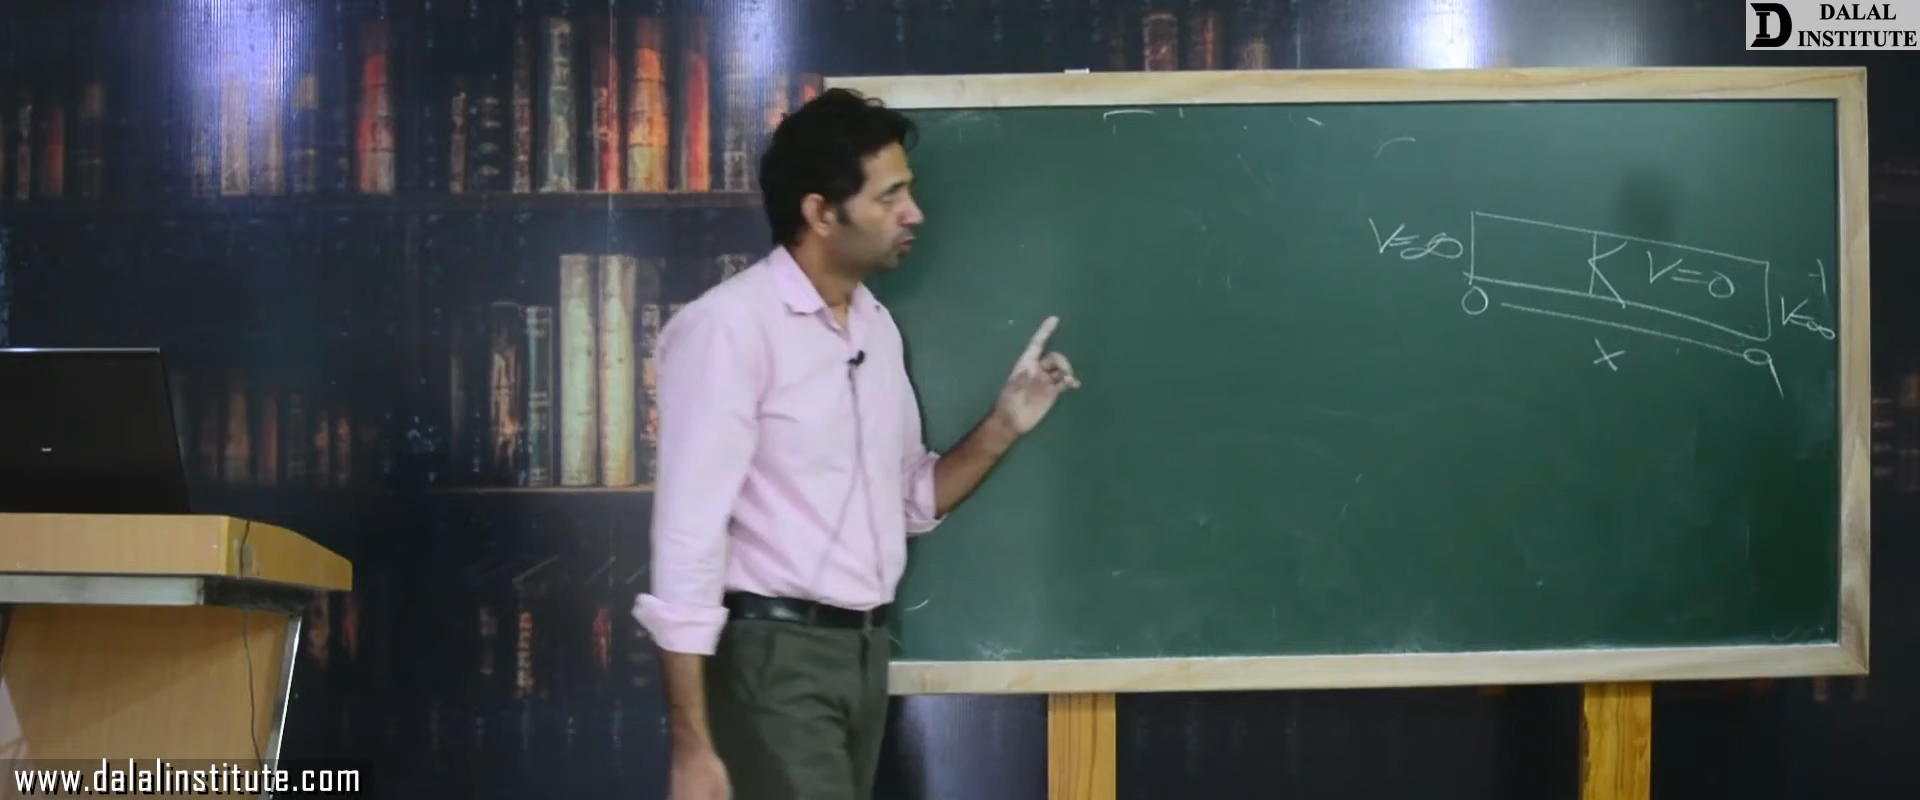 DALAL
INSTITUTE
V=∞
K V=0
V=∞
0
a
x
www.dalalinstitute.com